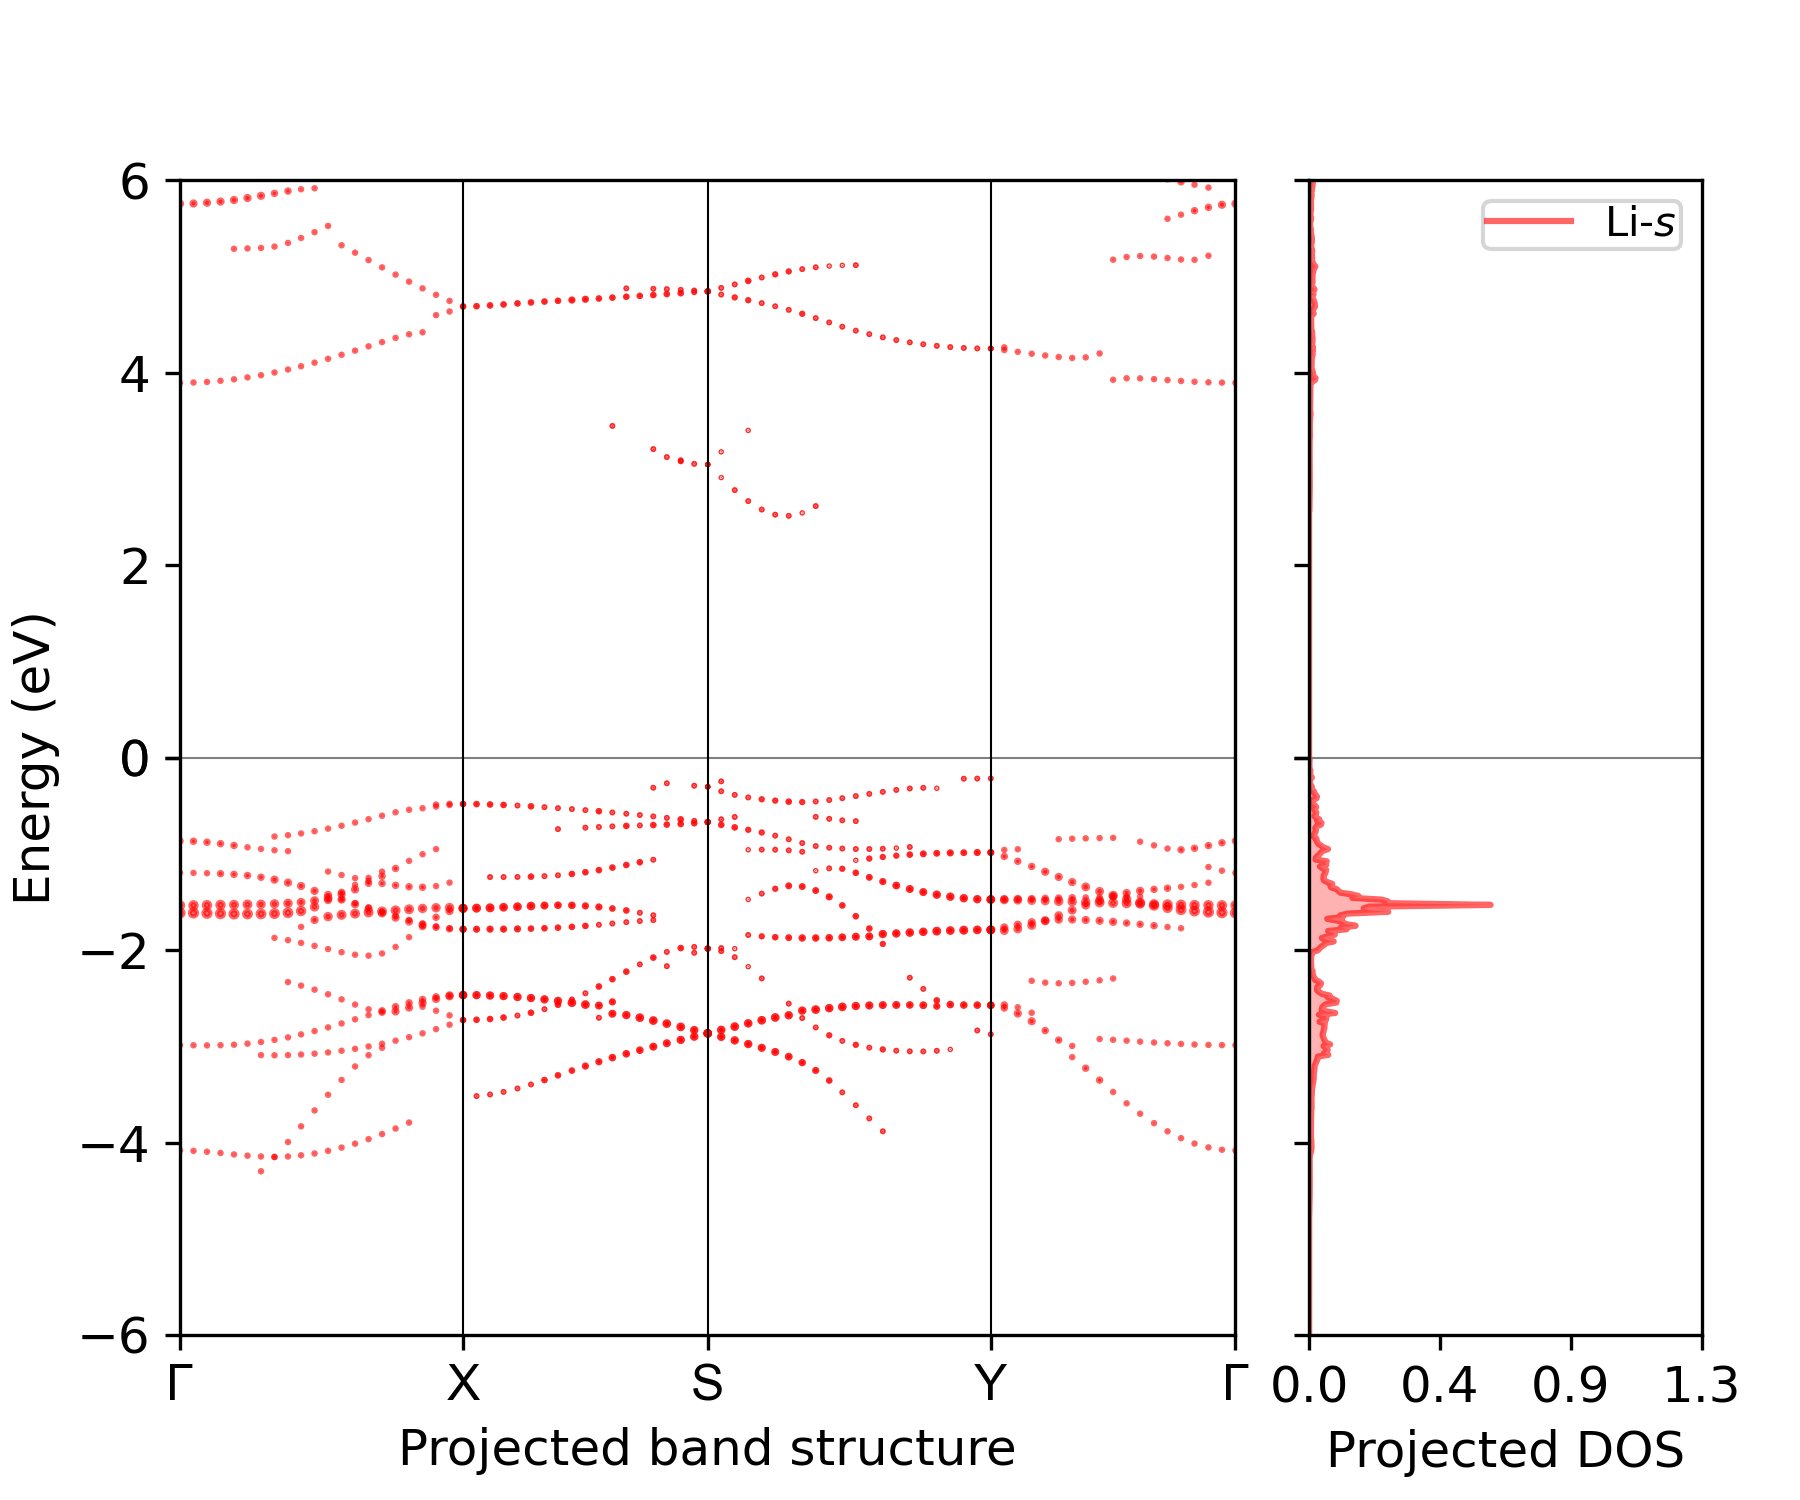 6
4
2
0
−2
−4
−6
Energy (eV)
Γ X S Y Γ
Projected band structure
Li-s
0.0 0.4 0.9 1.3
Projected DOS